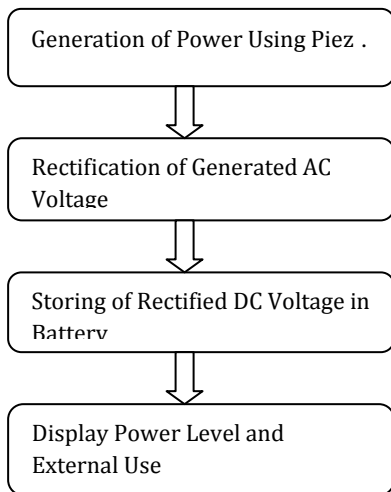 Generation of Power Using Piez .
Rectification of Generated AC
Voltage
Storing of Rectified DC Voltage in
Battery
Display Power Level and
External Use